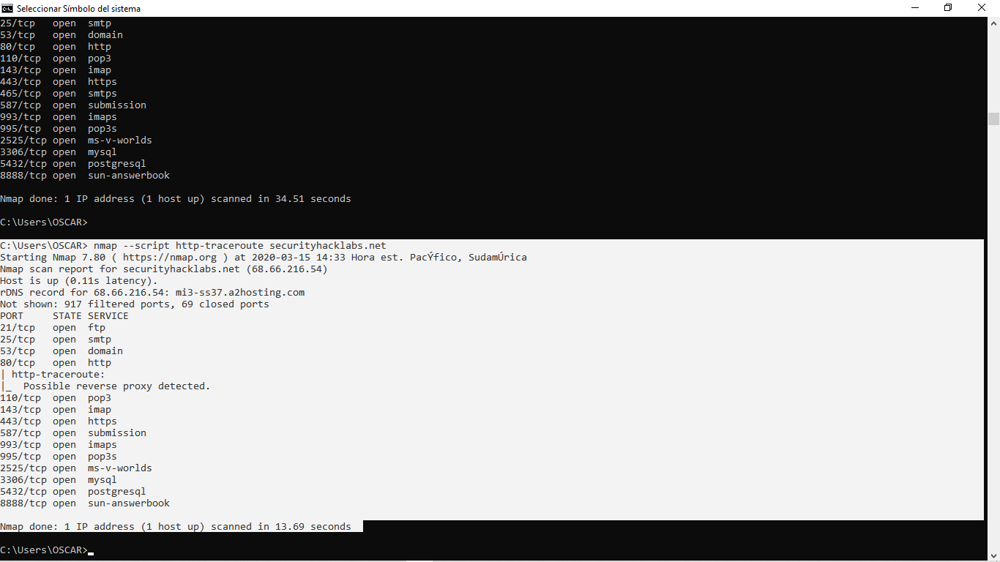 Seleccionar Símbolo del sistema
25/tcp   open  smtp
53/tcp   open  domain
80/tcp   open  http
110/tcp  open  pop3
143/tcp  open  imap
443/tcp  open  https
465/tcp  open  smtps
587/tcp  open  submission
993/tcp  open  imaps
995/tcp  open  pop3s
2525/tcp open  ms-v-worlds
3306/tcp open  mysql
5432/tcp open  postgresql
8888/tcp open  sun-answerbook
Nmap done: 1 IP address (1 host up) scanned in 34.51 seconds
C:\Users\OSCAR>
C:\Users\OSCAR> nmap --script http-traceroute securityhacklabs.net
Starting Nmap 7.80 ( https://nmap.org ) at 2020-03-15 14:33 Hora est. PacÝfico, SudamÚrica
Nmap scan report for securityhacklabs.net (68.66.216.54)
Host is up (0.11s latency).
rDNS record for 68.66.216.54: mi3-ss37.a2hosting.com
Not shown: 917 filtered ports, 69 closed ports
PORT     STATE SERVICE
21/tcp   open  ftp
25/tcp   open  smtp
53/tcp   open  domain
80/tcp   open  http
| http-traceroute:
|_  Possible reverse proxy detected.
110/tcp  open  pop3
143/tcp  open  imap
443/tcp  open  https
587/tcp  open  submission
993/tcp  open  imaps
995/tcp  open  pop3s
2525/tcp open  ms-v-worlds
3306/tcp open  mysql
5432/tcp open  postgresql
8888/tcp open  sun-answerbook
Nmap done: 1 IP address (1 host up) scanned in 13.69 seconds
C:\Users\OSCAR>